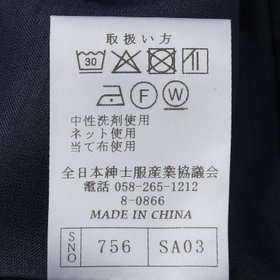 取扱い方
30
F W
中性洗剤使用
ネット使用
当て布使用
全日本紳士服産業協議会
電話 058-265-1212
8-0866
MADE IN CHINA
SNO 756 SA03